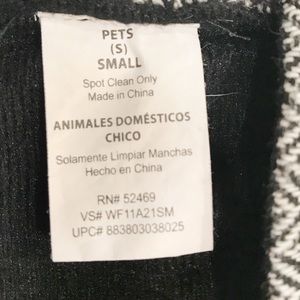 PETS
(S)
SMALL
Spot Clean Only
Made in China
ANIMALES DOMÉSTICOS
CHICO
Solamente Limpiar Manchas
Hecho en China
RN# 52469
VS# WF11A21SM
UPC# 883803038025